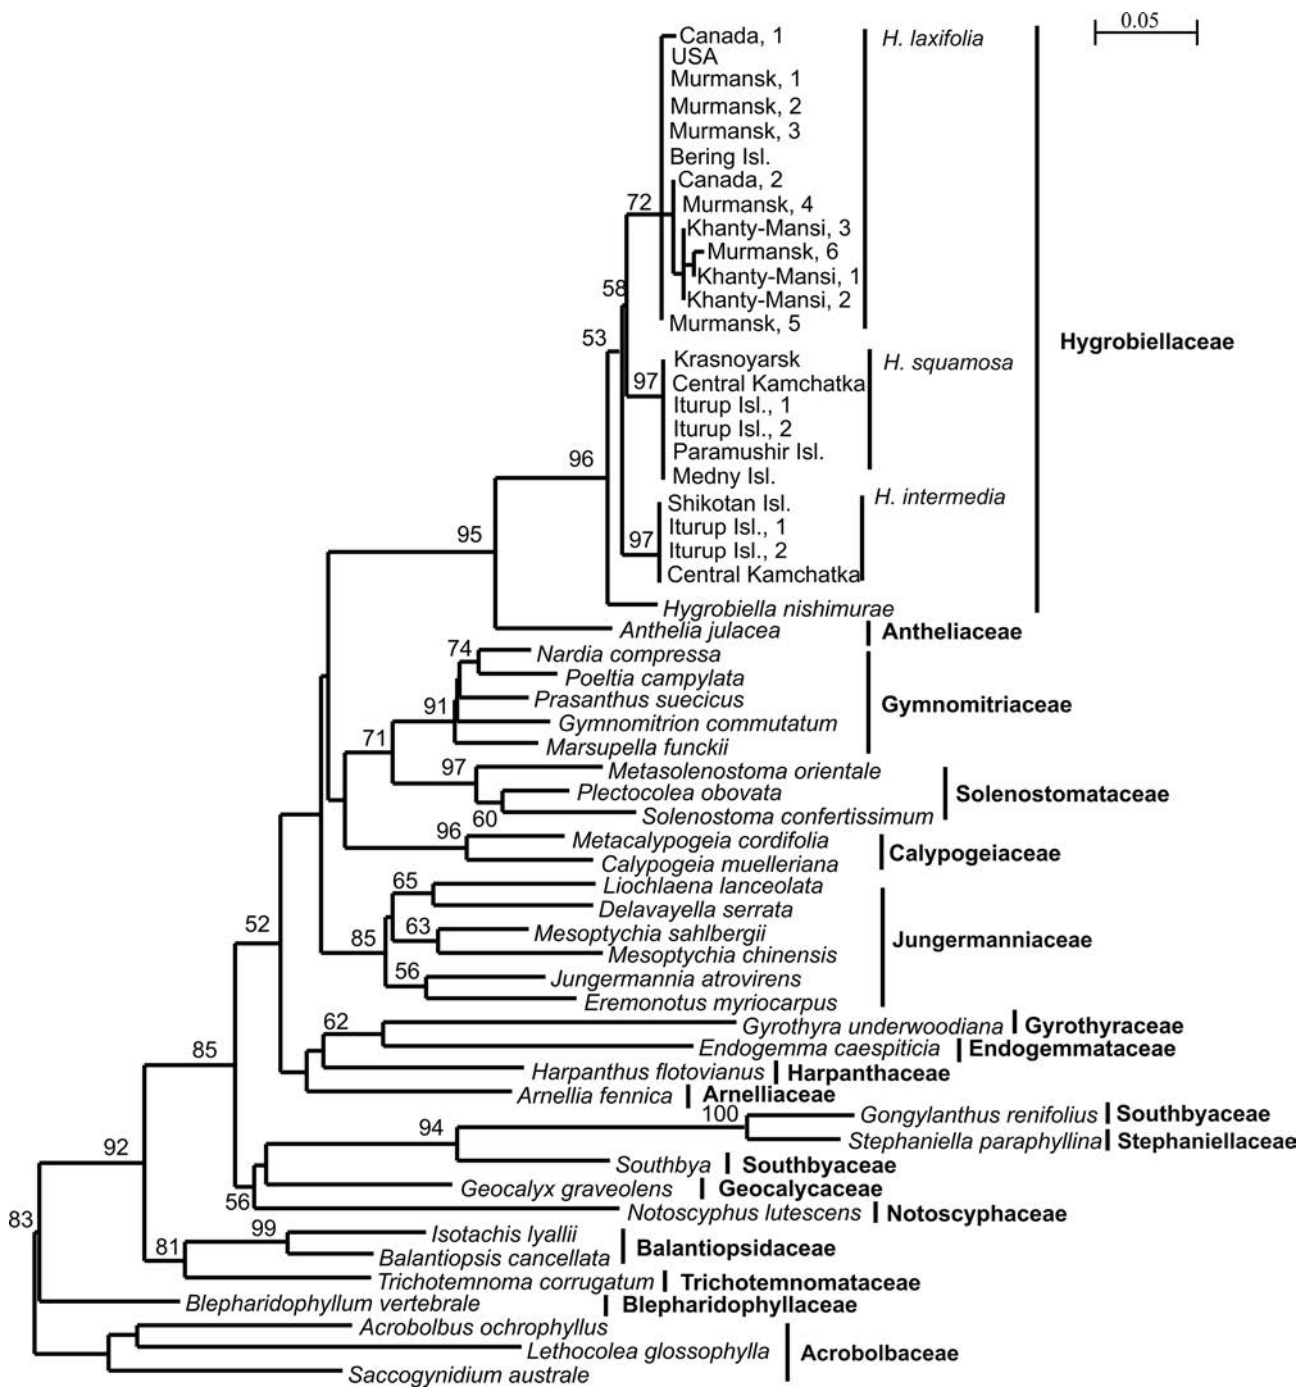 0.05
Canada, 1
H. laxifolia
USA
Murmansk, 1
Murmansk, 2
Murmansk, 3
Bering Isl.
Canada, 2
72
Murmansk, 4
Khanty-Mansi, 3
Murmansk, 6
Khanty-Mansi, 1
58
Khanty-Mansi, 2
Murmansk, 5
53
Hygrobiellaceae
Krasnoyarsk
H. squamosa
97
Central Kamchatka
Iturup Isl., 1
Iturup Isl., 2
Paramushir Isl.
96
Medny Isl.
Shikotan Isl.
H. intermedia
Iturup Isl., 1
95
97
Iturup Isl., 2
Central Kamchatka
Hygrobiella nishimurae
Anthelia julacea
Antheliaceae
74
Nardia compressa
Poeltia campylata
Prasanthus suecicus
91
Gymnomitriaceae
Gymnomitrion commutatum
71
Marsupella funckii
97
Metasolenostoma orientale
Plectocolea obovata
Solenostomataceae
60
Solenostoma confertissimum
96
Metacalypogeia cordifolia
Calypogeiaceae
Calypogeia muelleriana
65
Liochlaena lanceolata
Delavayella serrata
52
63
Mesoptychia sahlbergii
85
Jungermanniaceae
Mesoptychia chinensis
56
Jungermannia atrovirens
Eremonotus myriocarpus
62
Gyrothyra underwoodiana
Gyrothyraceae
85
Endogemma caespiticia
Endogemmataceae
Harpanthus flotovianus
Harpanthaceae
Arnellia fennica
Arnelliaceae
100
Gongylanthus renifolius
Southbyaceae
94
Stephaniella paraphyllina
Stephaniellaceae
92
Southbya
Southbyaceae
Geocalyx graveolens
Geocalycaceae
56
Notoscyphus lutescens
Notoscyphaceae
83
99
Isotachis lyallii
81
Balantiopsidaceae
Balantiopsis cancellata
Trichotemnoma corrugatum
Trichotemnomataceae
Blepharidophyllum vertebrale
Blepharidophyllaceae
Acrobolbus ochrophyllus
Lethocolea glossophylla
Acrobolbaceae
Saccogynidium australe